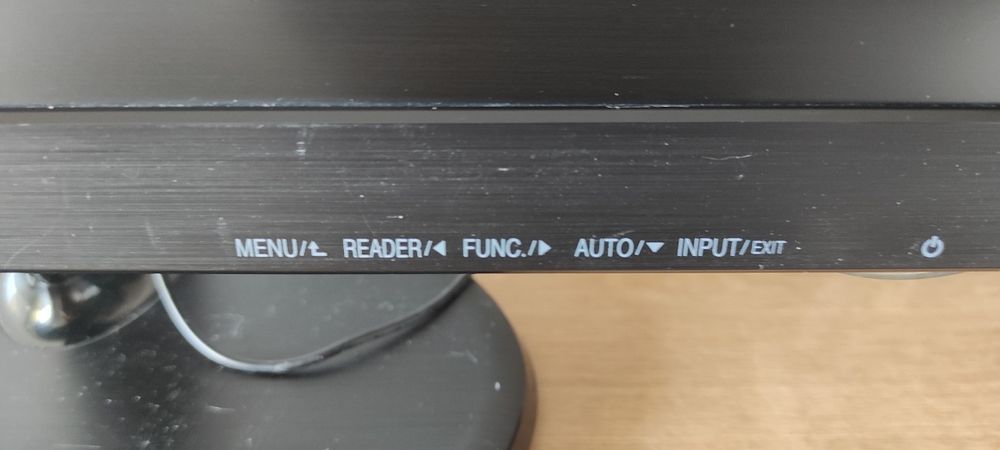 MENU/⮤ READER/◀ FUNC./▶ AUTO/▼ INPUT/EXIT